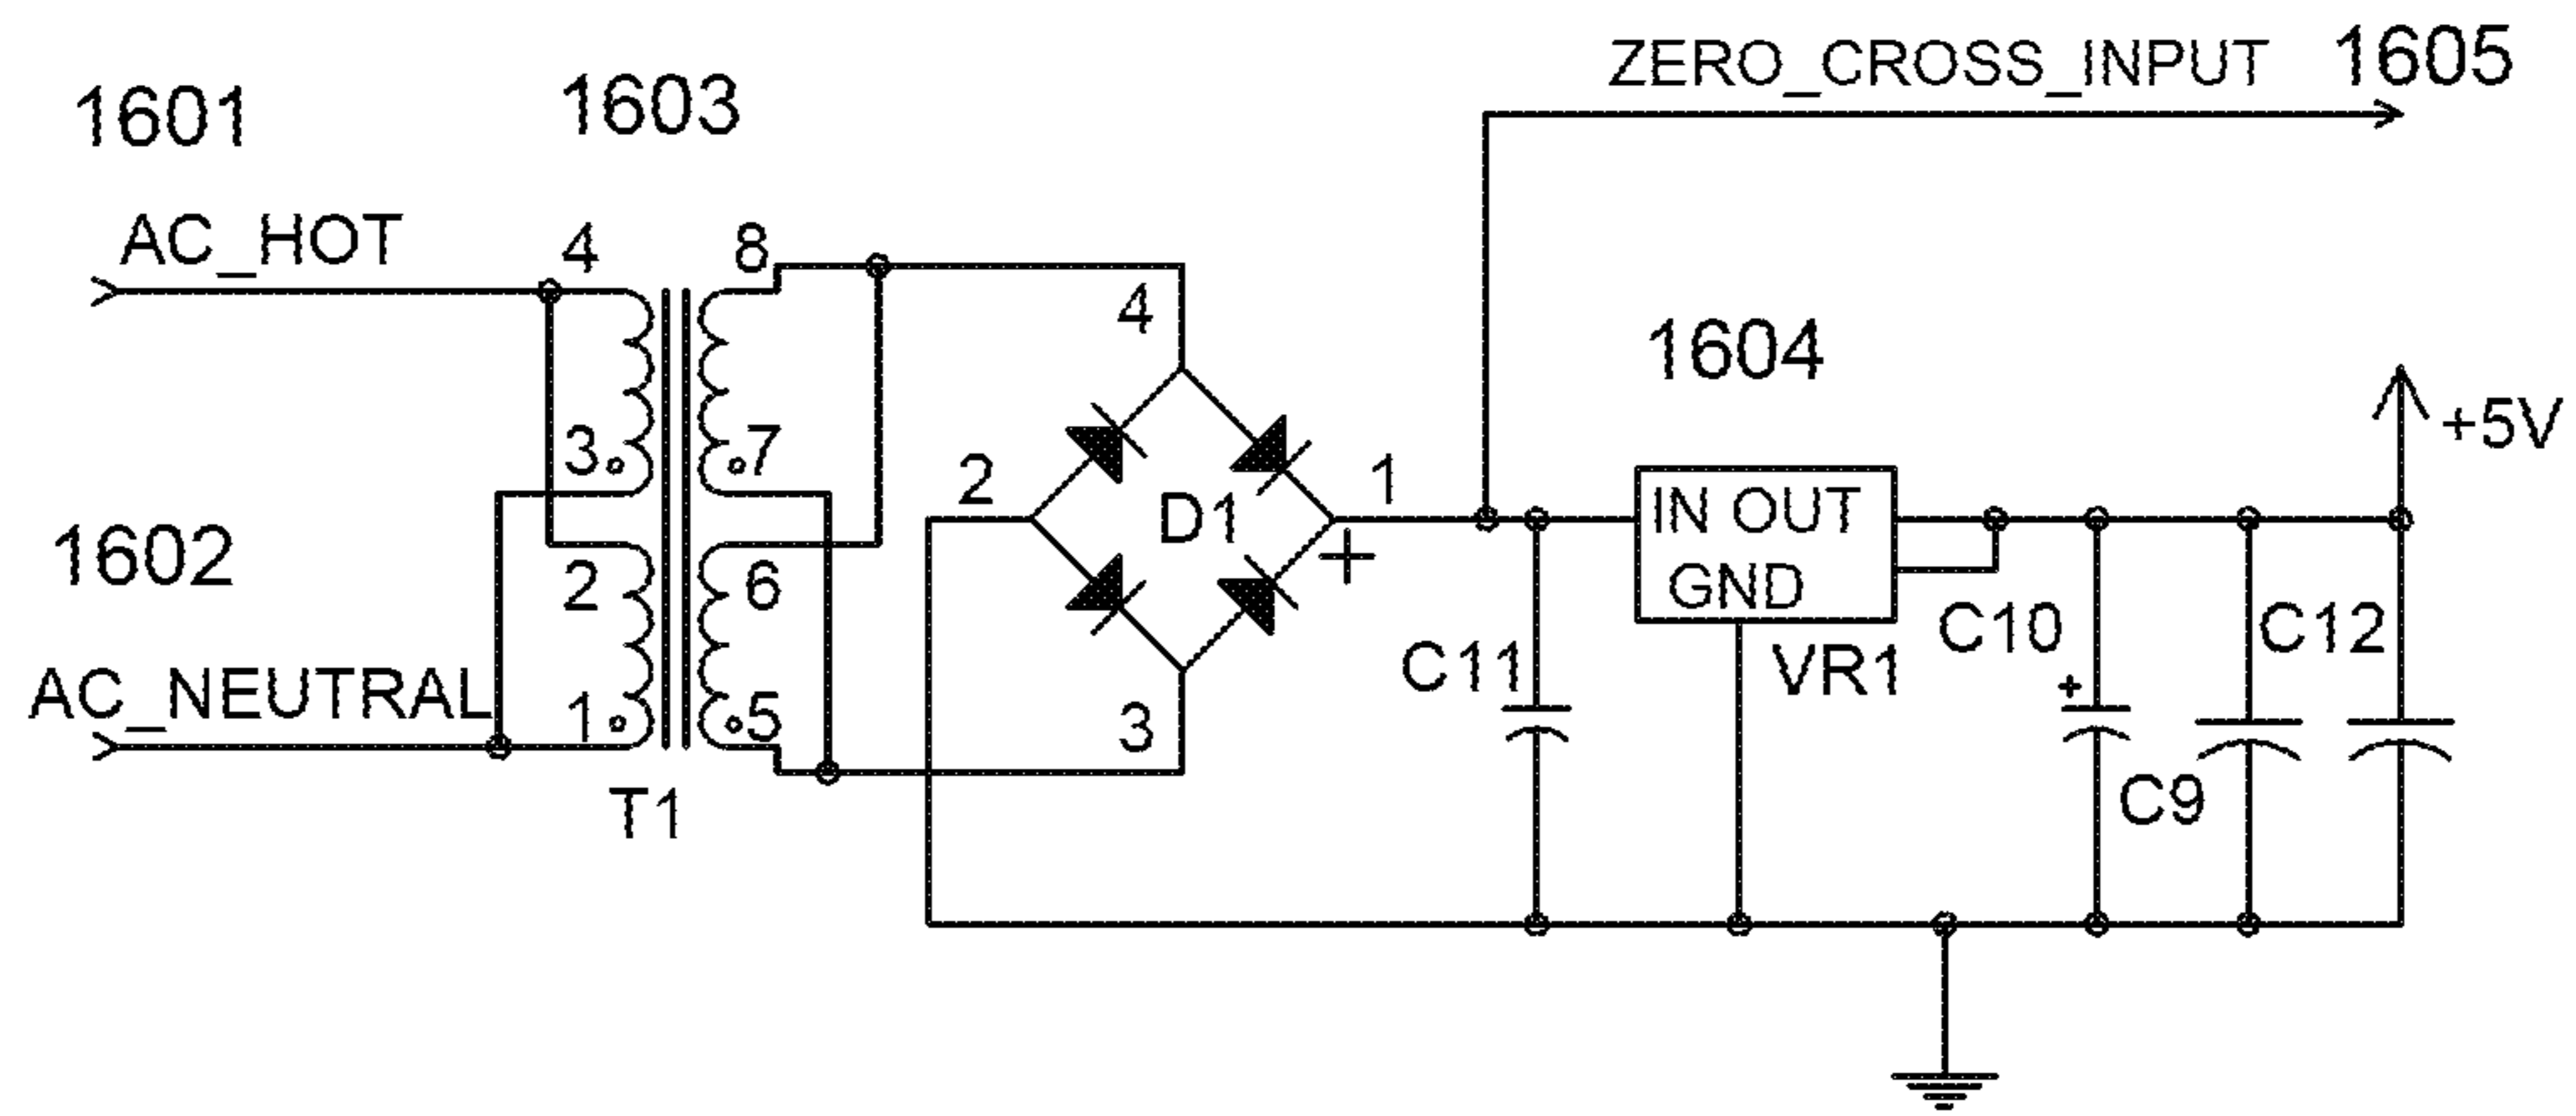 ZERO_CROSS_INPUT 1605
1601
1603
AC_HOT
4
8
4
1604
+5V
3
7
2
D1
1
+
IN OUT
GND
1602
2
6
C10
C12
C11
VR1
AC_NEUTRAL
1
5
3
+
T1
C9